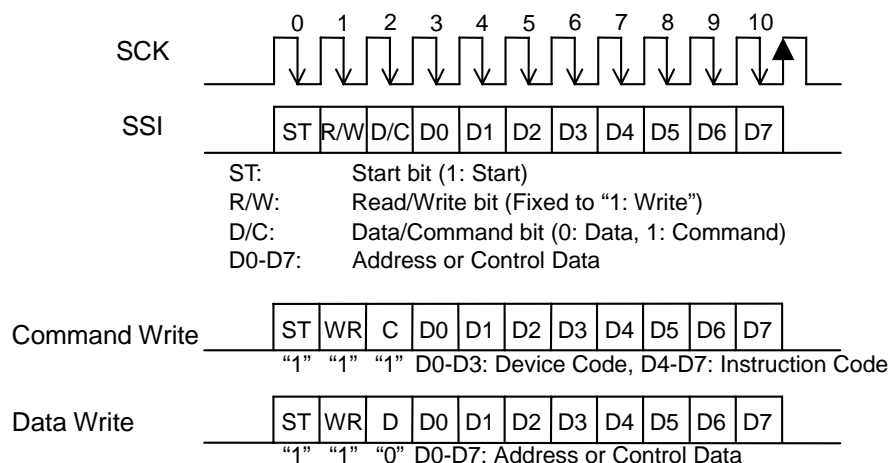 0 1 2 3 4 5 6 7 8 9 10
SCK
SSI
ST R/W D/C D0 D1 D2 D3 D4 D5 D6 D7
ST: Start bit (1: Start)
R/W: Read/Write bit (Fixed to “1: Write”)
D/C: Data/Command bit (0: Data, 1: Command)
D0-D7: Address or Control Data
Command Write
ST WR C D0 D1 D2 D3 D4 D5 D6 D7
“1” “1” “1” D0-D3: Device Code, D4-D7: Instruction Code
Data Write
ST WR D D0 D1 D2 D3 D4 D5 D6 D7
“1” “1” “0” D0-D7: Address or Control Data